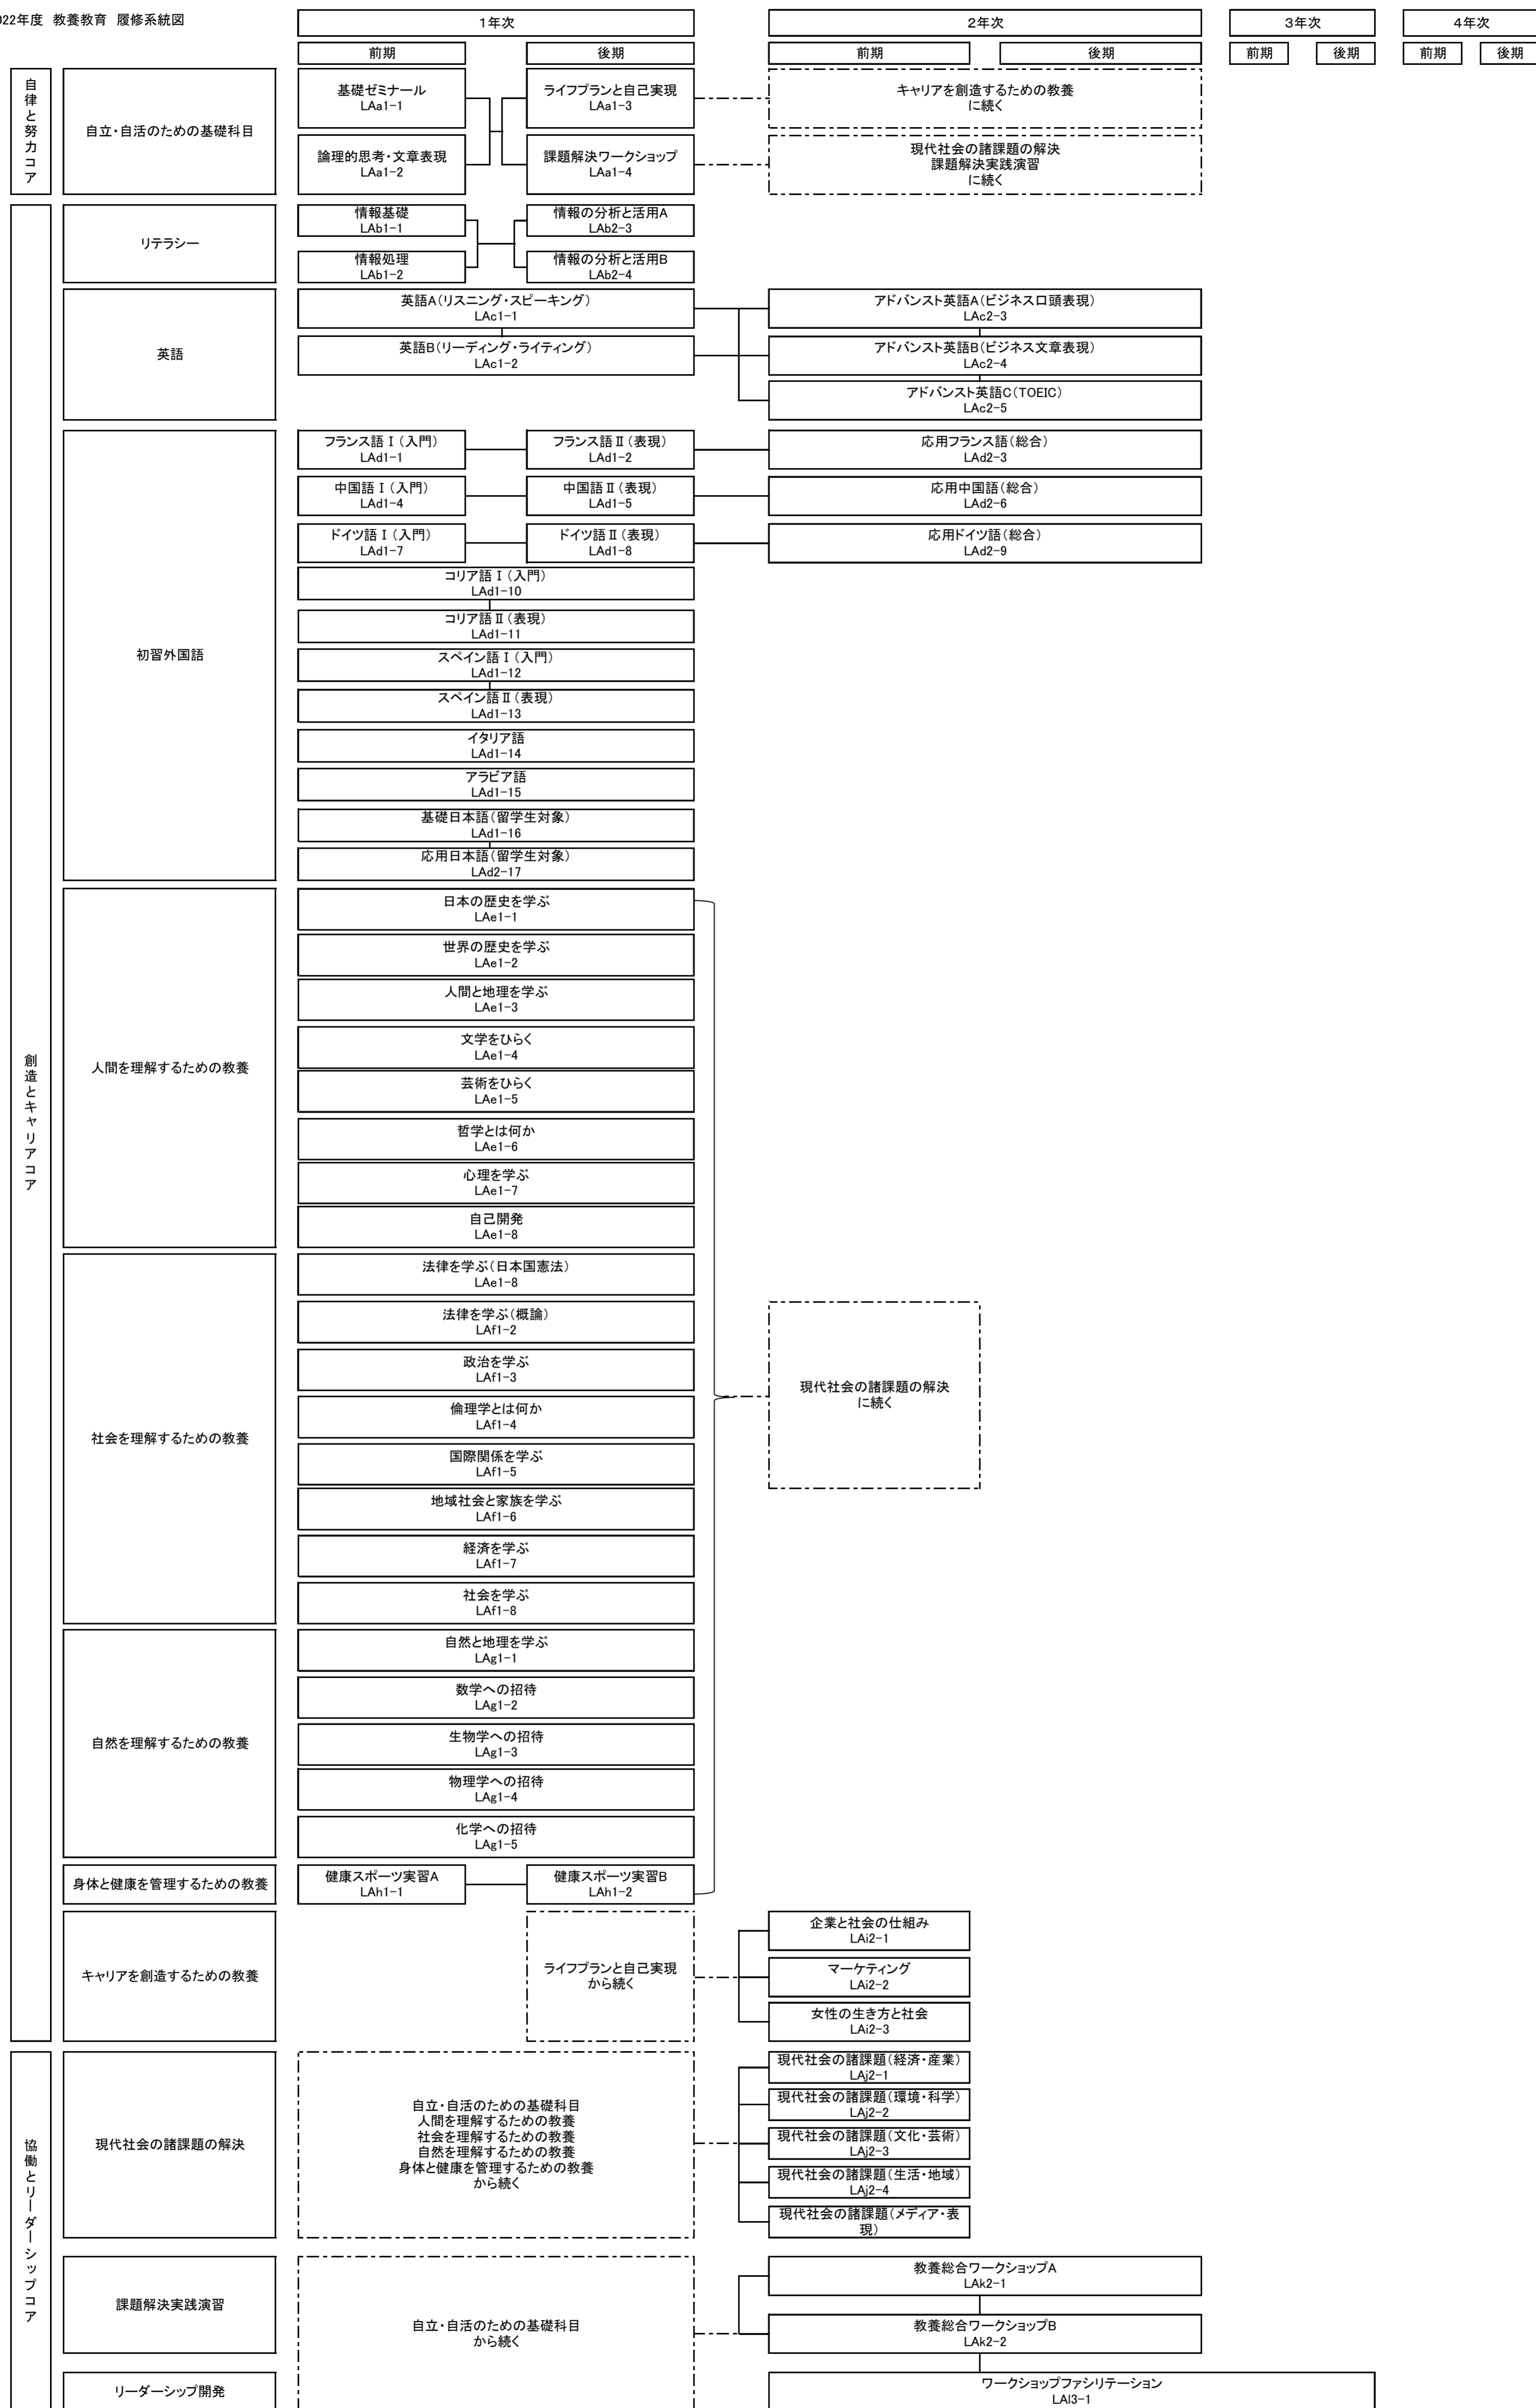 022年度 教養教育 履修系統図
1年次
2年次
3年次
4年次
前期
後期
前期
後期
前期
後期
前期
後期
自律と努力コア
自立・自活のための基礎科目
基礎ゼミナール
LAa1-1
ライフプランと自己実現
LAa1-3
キャリアを創造するための教養
に続く
論理的思考・文章表現
LAa1-2
課題解決ワークショップ
LAa1-4
現代社会の諸課題の解決
課題解決実践演習
に続く
創造とキャリアコア
リテラシー
情報基礎
LAb1-1
情報の分析と活用A
LAb2-3
情報処理
LAb1-2
情報の分析と活用B
LAb2-4
英語
英語A(リスニング・スピーキング)
LAc1-1
アドバンスト英語A(ビジネス口頭表現)
LAc2-3
英語B(リーディング・ライティング)
LAc1-2
アドバンスト英語B(ビジネス文章表現)
LAc2-4
アドバンスト英語C(TOEIC)
LAc2-5
初習外国語
フランス語Ⅰ(入門)
LAd1-1
フランス語Ⅱ(表現)
LAd1-2
応用フランス語(総合)
LAd2-3
中国語Ⅰ(入門)
LAd1-4
中国語Ⅱ(表現)
LAd1-5
応用中国語(総合)
LAd2-6
ドイツ語Ⅰ(入門)
LAd1-7
ドイツ語Ⅱ(表現)
LAd1-8
応用ドイツ語(総合)
LAd2-9
コリア語Ⅰ(入門)
LAd1-10
コリア語Ⅱ(表現)
LAd1-11
スペイン語Ⅰ(入門)
LAd1-12
スペイン語Ⅱ(表現)
LAd1-13
イタリア語
LAd1-14
アラビア語
LAd1-15
基礎日本語(留学生対象)
LAd1-16
応用日本語(留学生対象)
LAd2-17
人間を理解するための教養
日本の歴史を学ぶ
LAe1-1
世界の歴史を学ぶ
LAe1-2
人間と地理を学ぶ
LAe1-3
文学をひらく
LAe1-4
芸術をひらく
LAe1-5
哲学とは何か
LAe1-6
心理を学ぶ
LAe1-7
自己開発
LAe1-8
社会を理解するための教養
法律を学ぶ(日本国憲法)
LAe1-8
法律を学ぶ(概論)
LAf1-2
政治を学ぶ
LAf1-3
倫理学とは何か
LAf1-4
国際関係を学ぶ
LAf1-5
地域社会と家族を学ぶ
LAf1-6
経済を学ぶ
LAf1-7
社会を学ぶ
LAf1-8
現代社会の諸課題の解決
に続く
自然を理解するための教養
自然と地理を学ぶ
LAg1-1
数学への招待
LAg1-2
生物学への招待
LAg1-3
物理学への招待
LAg1-4
化学への招待
LAg1-5
身体と健康を管理するための教養
健康スポーツ実習A
LAh1-1
健康スポーツ実習B
LAh1-2
キャリアを創造するための教養
ライフプランと自己実現
から続く
企業と社会の仕組み
LAi2-1
マーケティング
LAi2-2
女性の生き方と社会
LAi2-3
協働とリーダーシップコア
現代社会の諸課題の解決
自立・自活のための基礎科目
人間を理解するための教養
社会を理解するための教養
自然を理解するための教養
身体と健康を管理するための教養
から続く
現代社会の諸課題(経済・産業)
LAj2-1
現代社会の諸課題(環境・科学)
LAj2-2
現代社会の諸課題(文化・芸術)
LAj2-3
現代社会の諸課題(生活・地域)
LAj2-4
現代社会の諸課題(メディア・表
現)
課題解決実践演習
自立・自活のための基礎科目
から続く
教養総合ワークショップA
LAk2-1
教養総合ワークショップB
LAk2-2
リーダーシップ開発
ワークショップファシリテーション
LAl3-1